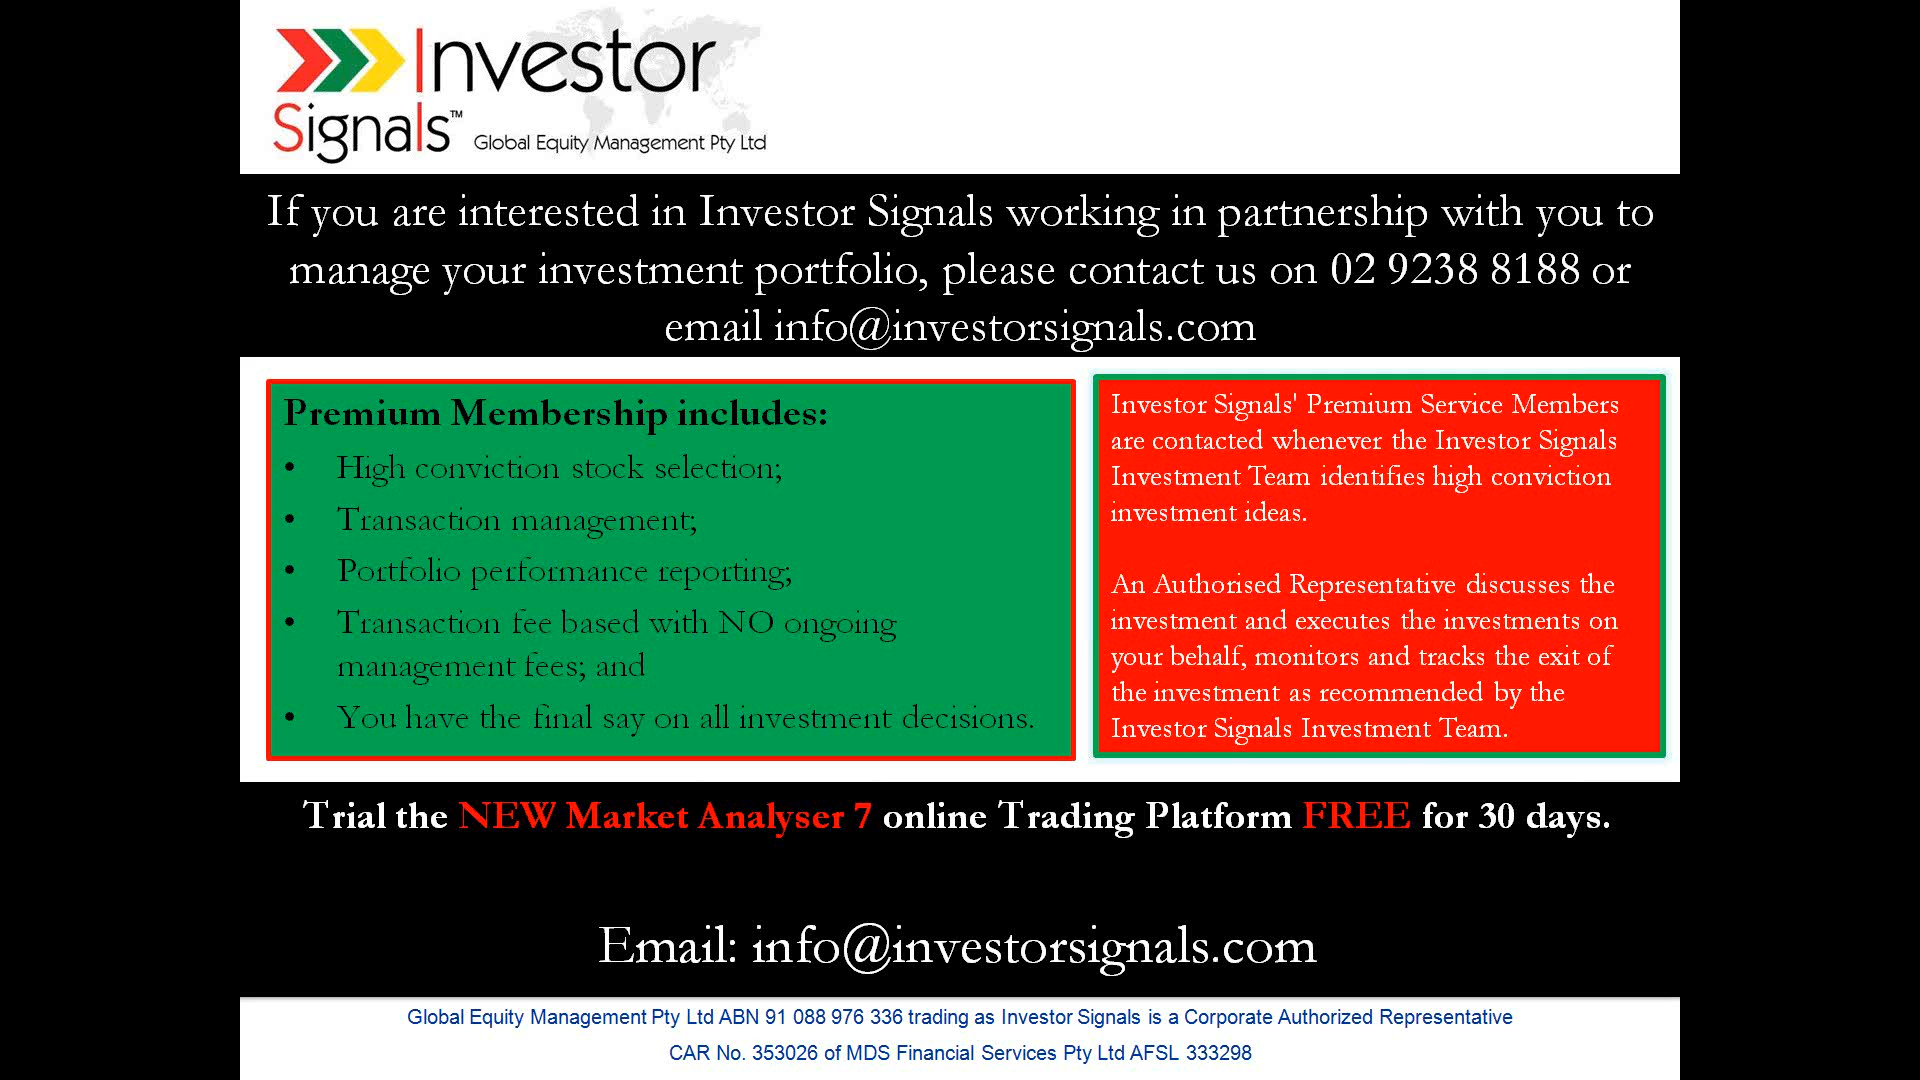 Investor
Signals™ Global Equity Management Pty Ltd
If you are interested in Investor Signals working in partnership with you to
manage your investment portfolio, please contact us on 02 9238 8188 or
email info@investorsignals.com
Premium Membership includes:
• High conviction stock selection;
• Transaction management;
• Portfolio performance reporting;
• Transaction fee based with NO ongoing
management fees; and
• You have the final say on all investment decisions.
Investor Signals' Premium Service Members
are contacted whenever the Investor Signals
Investment Team identifies high conviction
investment ideas.
An Authorised Representative discusses the
investment and executes the investments on
your behalf, monitors and tracks the exit of
the investment as recommended by the
Investor Signals Investment Team.
Trial the NEW Market Analyser 7 online Trading Platform FREE for 30 days.
Email: info@investorsignals.com
Global Equity Management Pty Ltd ABN 91 088 976 336 trading as Investor Signals is a Corporate Authorized Representative
CAR No. 353026 of MDS Financial Services Pty Ltd AFSL 333298